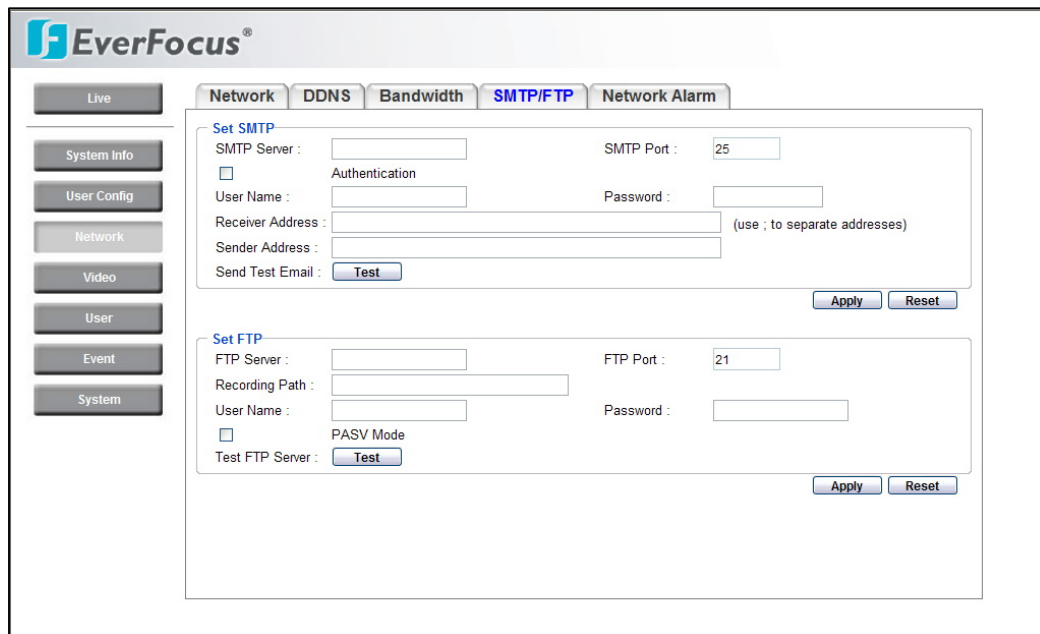 EverFocus®
Live
System Info
User Config
Network
Video
User
Event
System
Network DDNS Bandwidth SMTP/FTP Network Alarm
Set SMTP
SMTP Server : SMTP Port : 25
Authentication
User Name : Password :
Receiver Address : (use ; to separate addresses)
Sender Address :
Send Test Email : Test
Apply Reset
Set FTP
FTP Server : FTP Port : 21
Recording Path :
User Name : Password :
PASV Mode
Test FTP Server : Test
Apply Reset